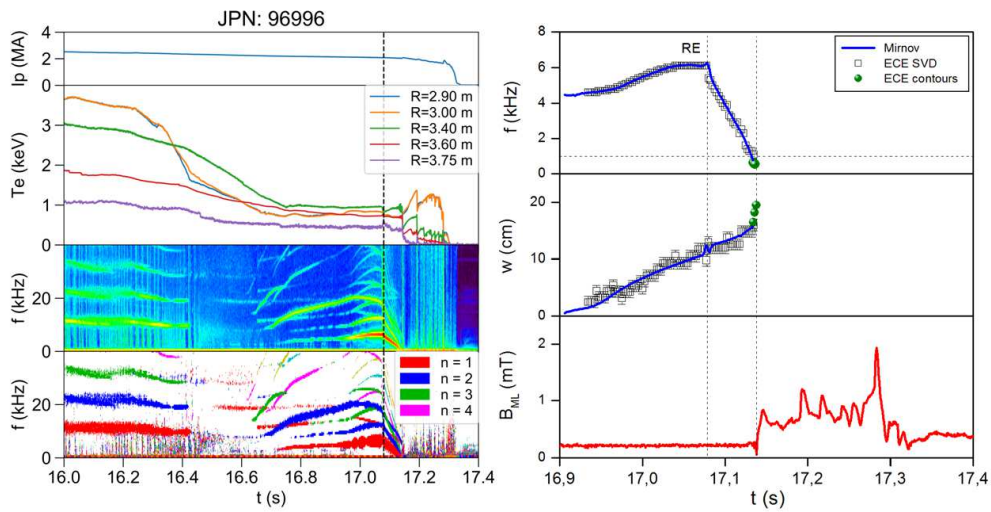 JPN: 96996
Ip (MA)
4
2
0
Te (keV)
3
2
1
0
R=2.90 m
R=3.00 m
R=3.40 m
R=3.60 m
R=3.75 m
f (kHz)
20
0
f (kHz)
20
0
n = 1
n = 2
n = 3
n = 4
16.0 16.2 16.4 16.6 16.8 17.0 17.2 17.4
t (s)
f (kHz)
8
6
4
2
0
RE
Mirnov
ECE SVD
ECE contours
w (cm)
20
10
0
B_ML (mT)
2
1
0
16,9 17,0 17,1 17,2 17,3 17,4
t (s)